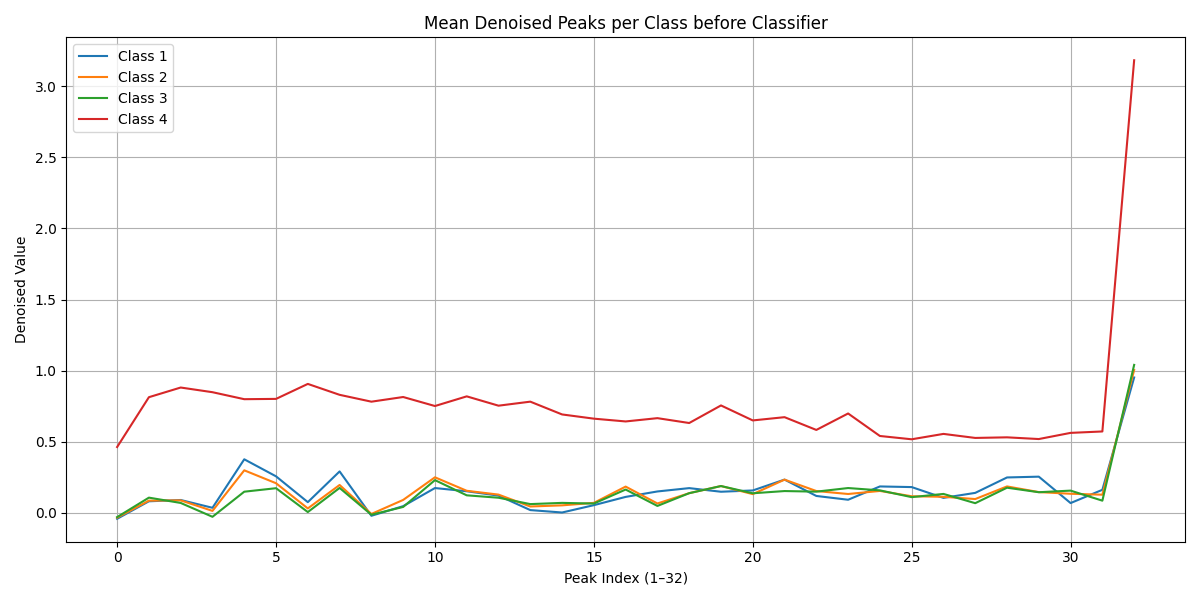 Mean Denoised Peaks per Class before Classifier
Class 1
Class 2
Class 3
Class 4
3.0
2.5
2.0
1.5
1.0
0.5
0.0
Denoised Value
0
5
10
15
20
25
30
Peak Index (1–32)